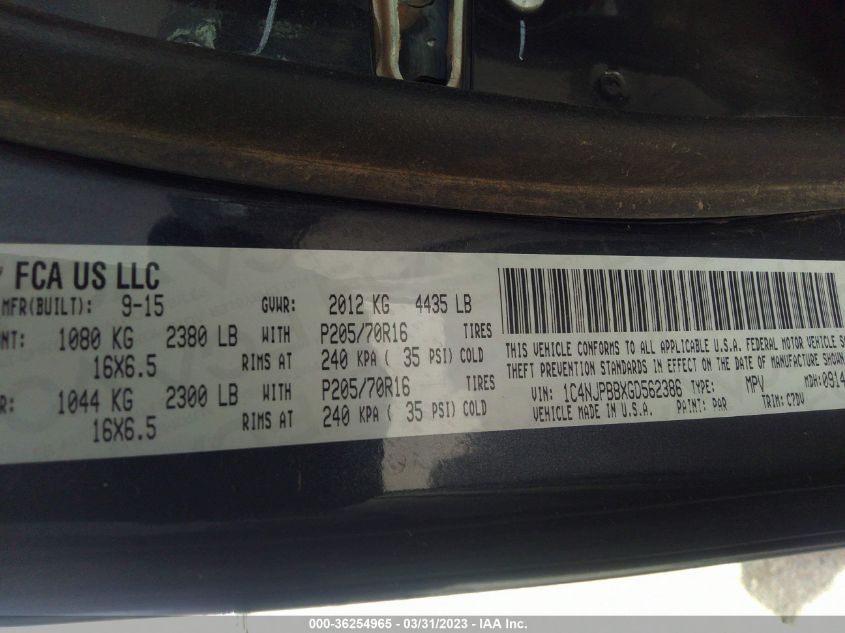 FCA US LLC
MFR(BUILT): 9-15 GVWR: 2012 KG 4435 LB
NT: 1080 KG 2380 LB WITH P205/70R16 TIRES
16X6.5 RIMS AT 240 KPA ( 35 PSI) COLD
R: 1044 KG 2300 LB WITH P205/70R16 TIRES
16X6.5 RIMS AT 240 KPA ( 35 PSI) COLD
THIS VEHICLE CONFORMS TO ALL APPLICABLE U.S.A. FEDERAL MOTOR VEHICLE SA
THEFT PREVENTION STANDARDS IN EFFECT ON THE DATE OF MANUFACTURE SHOWN
VIN: 1C4NJPBBXGD562386 TYPE: MPV MDH: 0914
VEHICLE MADE IN U.S.A. PAINT: PAR TRIM: C7DV
000-36254965 - 03/31/2023 - IAA Inc.